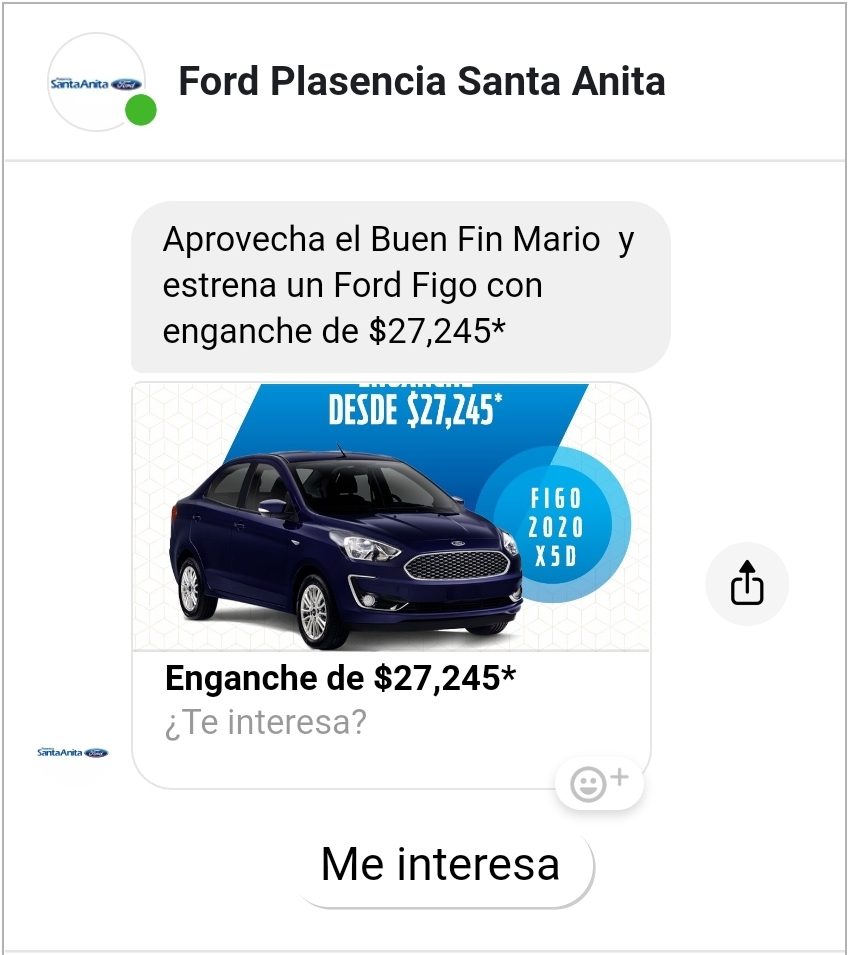 SantaAnita Ford
Ford Plasencia Santa Anita
Aprovecha el Buen Fin Mario y
estrena un Ford Figo con
enganche de $27,245*
ENGANCHE
DESDE $27,245*
FIGO
2020
X5D
Enganche de $27,245*
¿Te interesa?
SantaAnita Ford
Me interesa